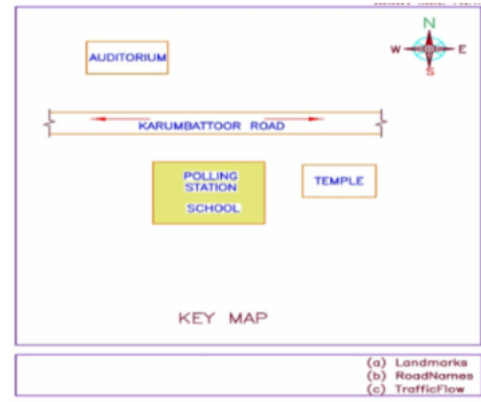 N
W E
S
AUDITORIUM
KARUMBATTOOR ROAD
POLLING
STATION
SCHOOL
TEMPLE
KEY MAP
(a) Landmarks
(b) RoadNames
(c) TrafficFlow